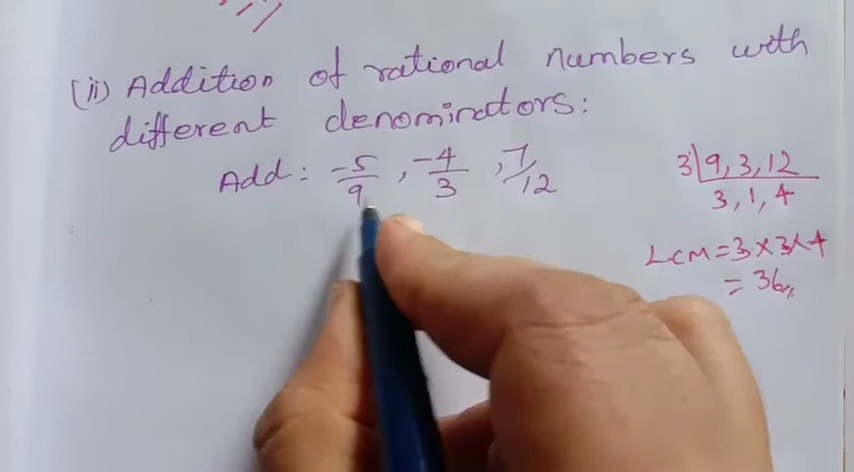 (ii) Addition of rational numbers with
different denominators:
Add: -5/9, -4/3, 7/12
3|9, 3, 12
3, 1, 4
LCM = 3 × 3 × 4
= 36//